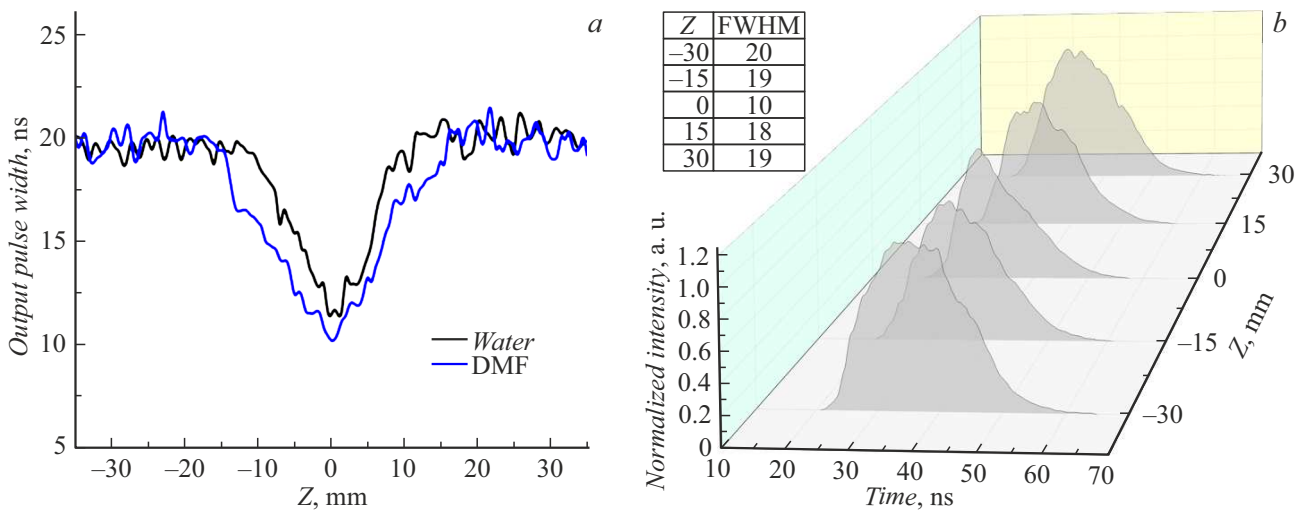 a
25
20
15
10
5
Output pulse width, ns
Water
DMF
–30 –20 –10 0 10 20 30
Z, mm
b
Z FWHM
–30 20
–15 19
0 10
15 18
30 19
1.2
1.0
0.8
0.6
0.4
0.2
0
Normalized intensity, a. u.
10 20 30 40 50 60 70
Time, ns
30
15
0
–15
–30
Z, mm